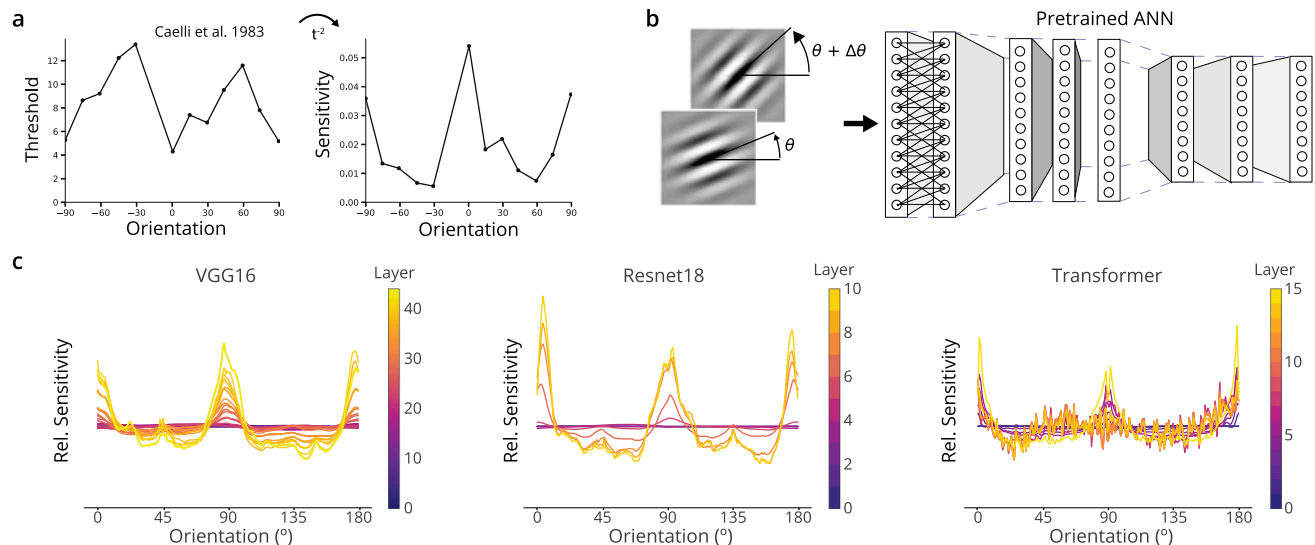 a
Caelli et al. 1983
t⁻²
Threshold
12
10
8
6
4
2
0
−90 −60 −30 0 30 60 90
Orientation
Sensitivity
0.05
0.04
0.03
0.02
0.01
0.00
−90 −60 −30 0 30 60 90
Orientation
b
θ + Δθ
θ
Pretrained ANN
c
VGG16
Layer
40
30
20
10
0
Rel. Sensitivity
0 45 90 135 180
Orientation (º)
Resnet18
Layer
10
8
6
4
2
0
Rel. Sensitivity
0 45 90 135 180
Orientation (º)
Transformer
Layer
15
10
5
0
Rel. Sensitivity
0 45 90 135 180
Orientation (º)